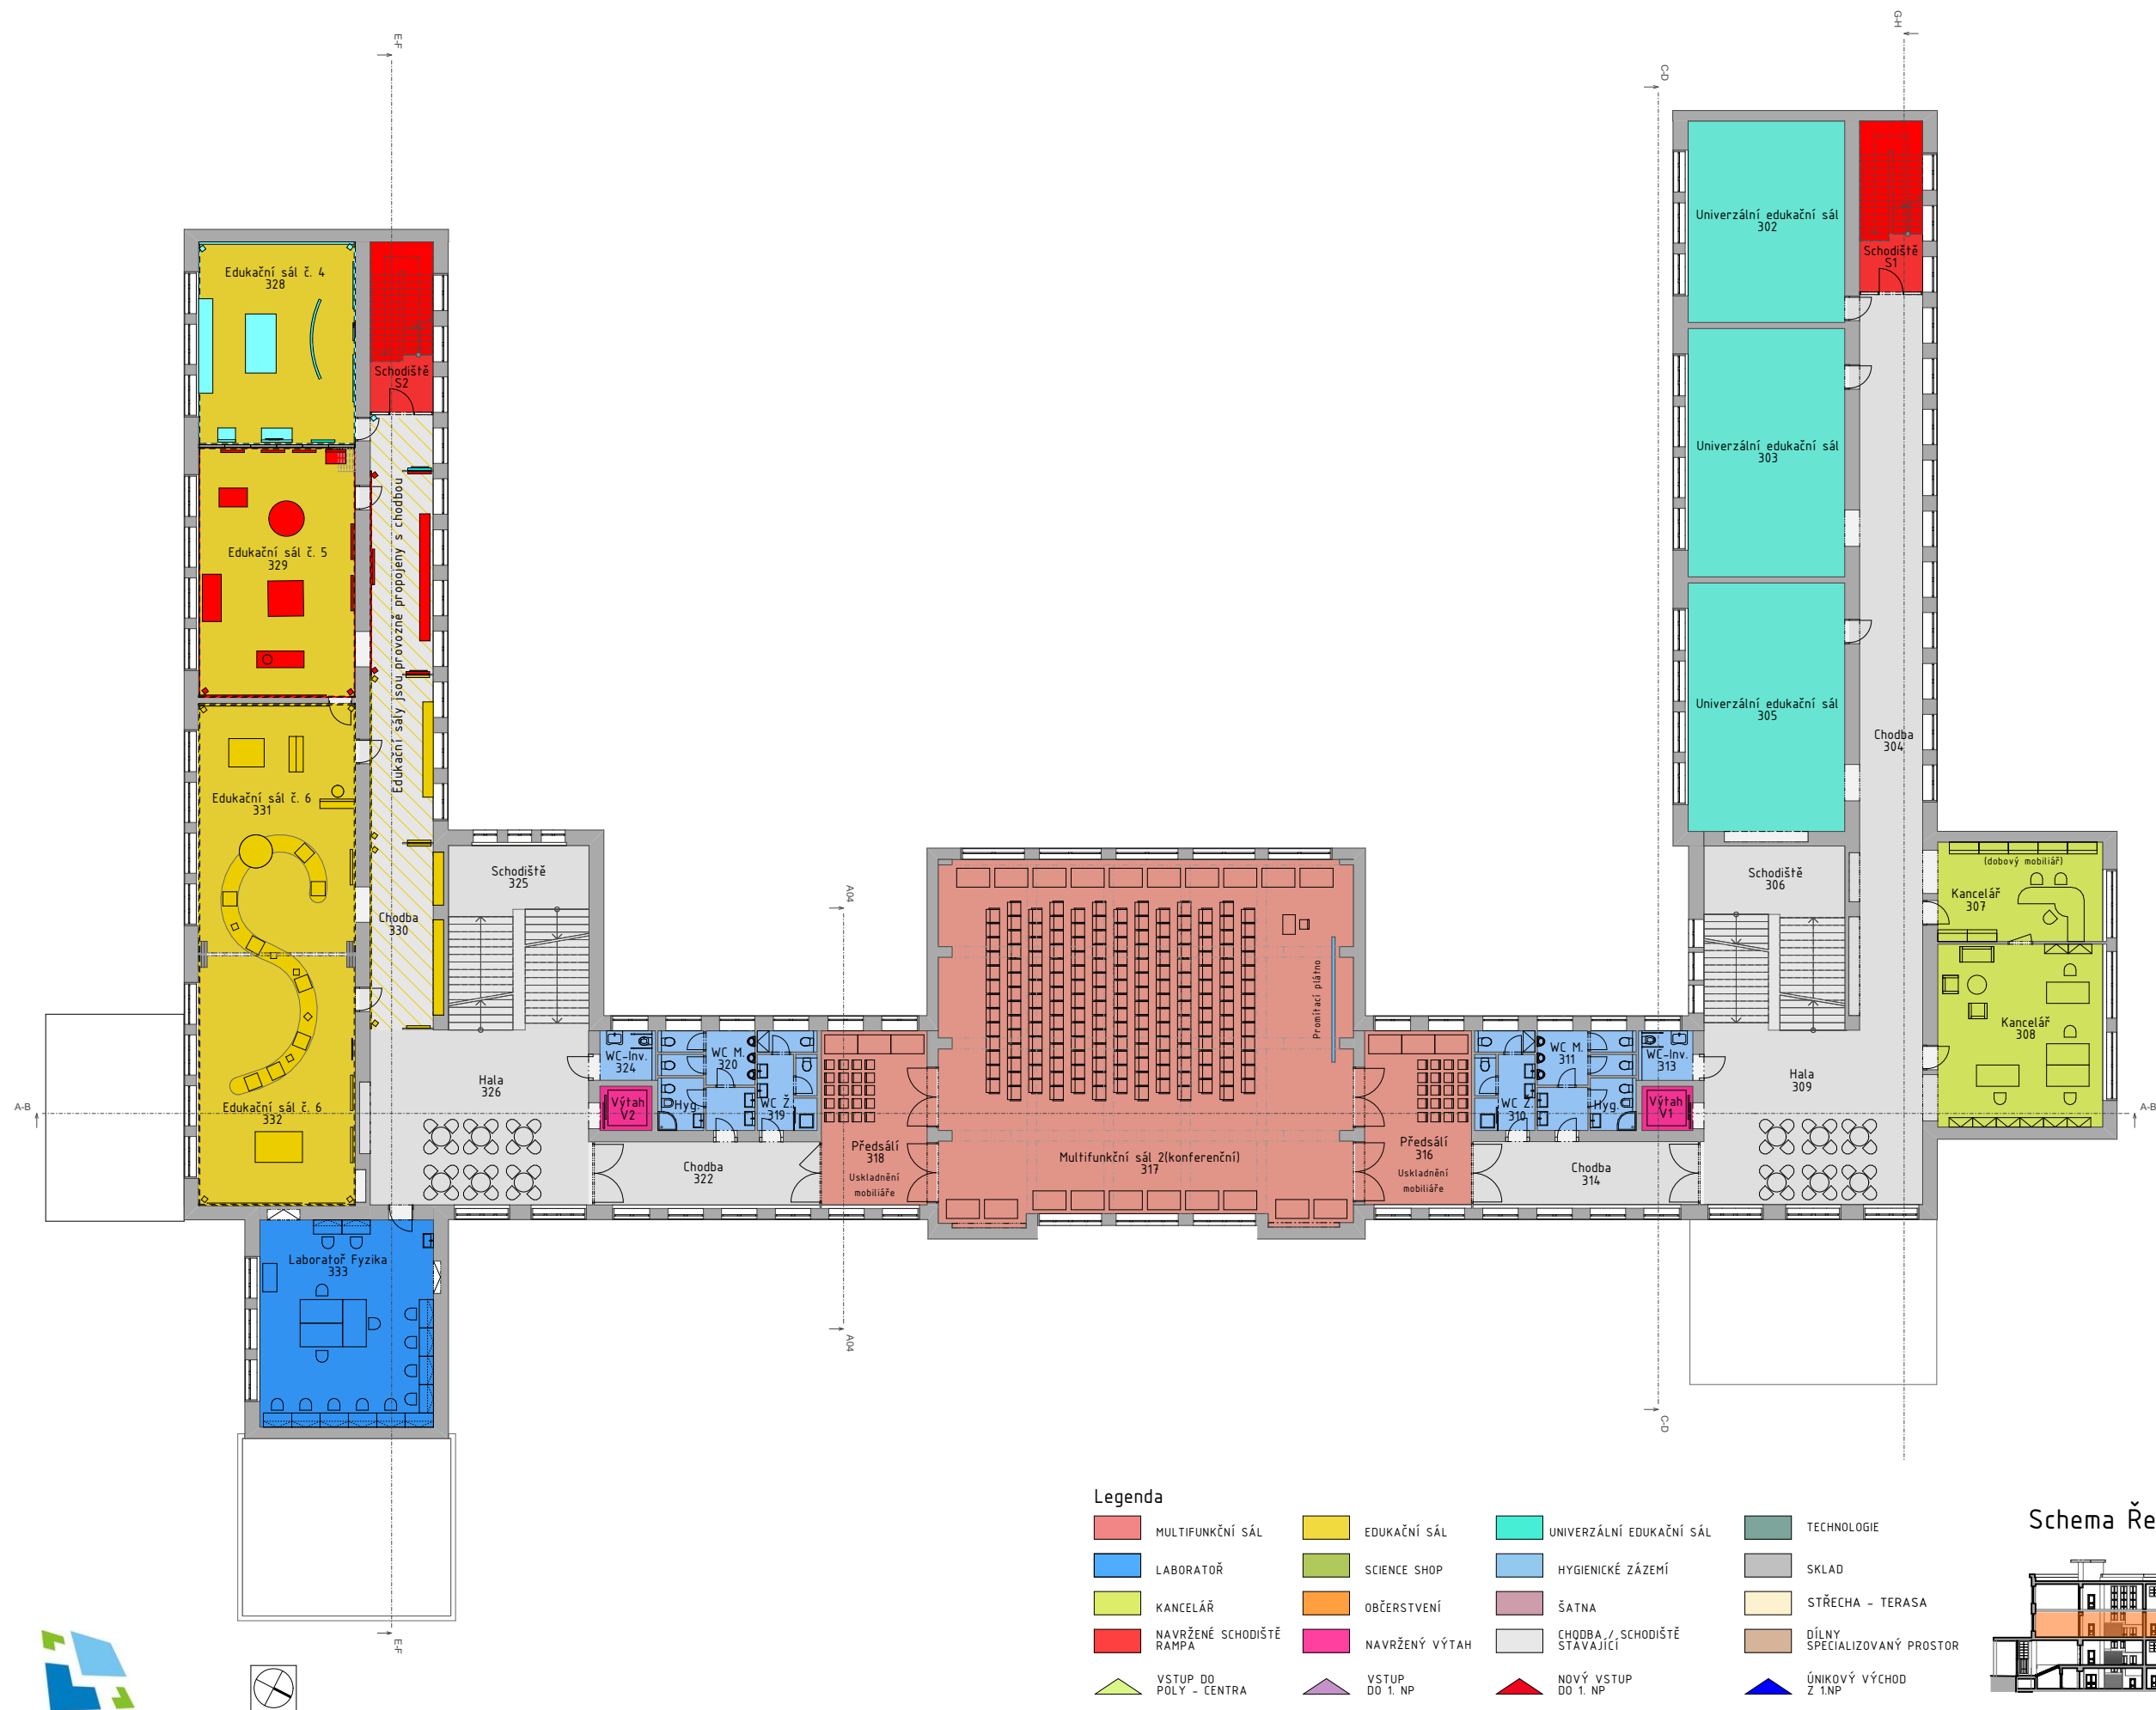 E-F
G-H
C-D
Univerzální edukační sál
302
Schodiště
S1
Edukační sál č. 4
328
Schodiště
S2
Univerzální edukační sál
303
Edukační sál č. 5
329
Edukační sály jsou provozně propojeny s chodbou
Univerzální edukační sál
305
Chodba
304
Edukační sál č. 6
331
Schodiště
325
Chodba
330
A04
Promítací plátno
Schodiště
306
(dobový mobiliář)
Kancelář
307
Kancelář
308
WC-Inv.
324
WC M.
320
Hyg.
WC Ž.
319
Výtah
V2
Hala
326
WC M.
311
WC-Inv.
313
WC Ž.
310
Hyg.
Výtah
V1
Hala
309
A-B
A-B
Edukační sál č. 6
332
Chodba
322
Předsálí
318
Uskladnění
mobiliáře
Multifunkční sál 2(konferenční)
317
Předsálí
316
Uskladnění
mobiliáře
Chodba
314
Laboratoř Fyzika
333
A04
C-D
E-F
Legenda
MULTIFUNKČNÍ SÁL
EDUKAČNÍ SÁL
UNIVERZÁLNÍ EDUKAČNÍ SÁL
TECHNOLOGIE
LABORATOŘ
SCIENCE SHOP
HYGIENICKÉ ZÁZEMÍ
SKLAD
KANCELÁŘ
OBČERSTVENÍ
ŠATNA
STŘECHA - TERASA
NAVRŽENÉ SCHODIŠTĚ
RAMPA
NAVRŽENÝ VÝTAH
CHODBA / SCHODIŠTĚ
STÁVAJÍCÍ
DÍLNY
SPECIALIZOVANÝ PROSTOR
VSTUP DO
POLY - CENTRA
VSTUP
DO 1. NP
NOVÝ VSTUP
DO 1. NP
ÚNIKOVÝ VÝCHOD
Z 1.NP
Schema Ře